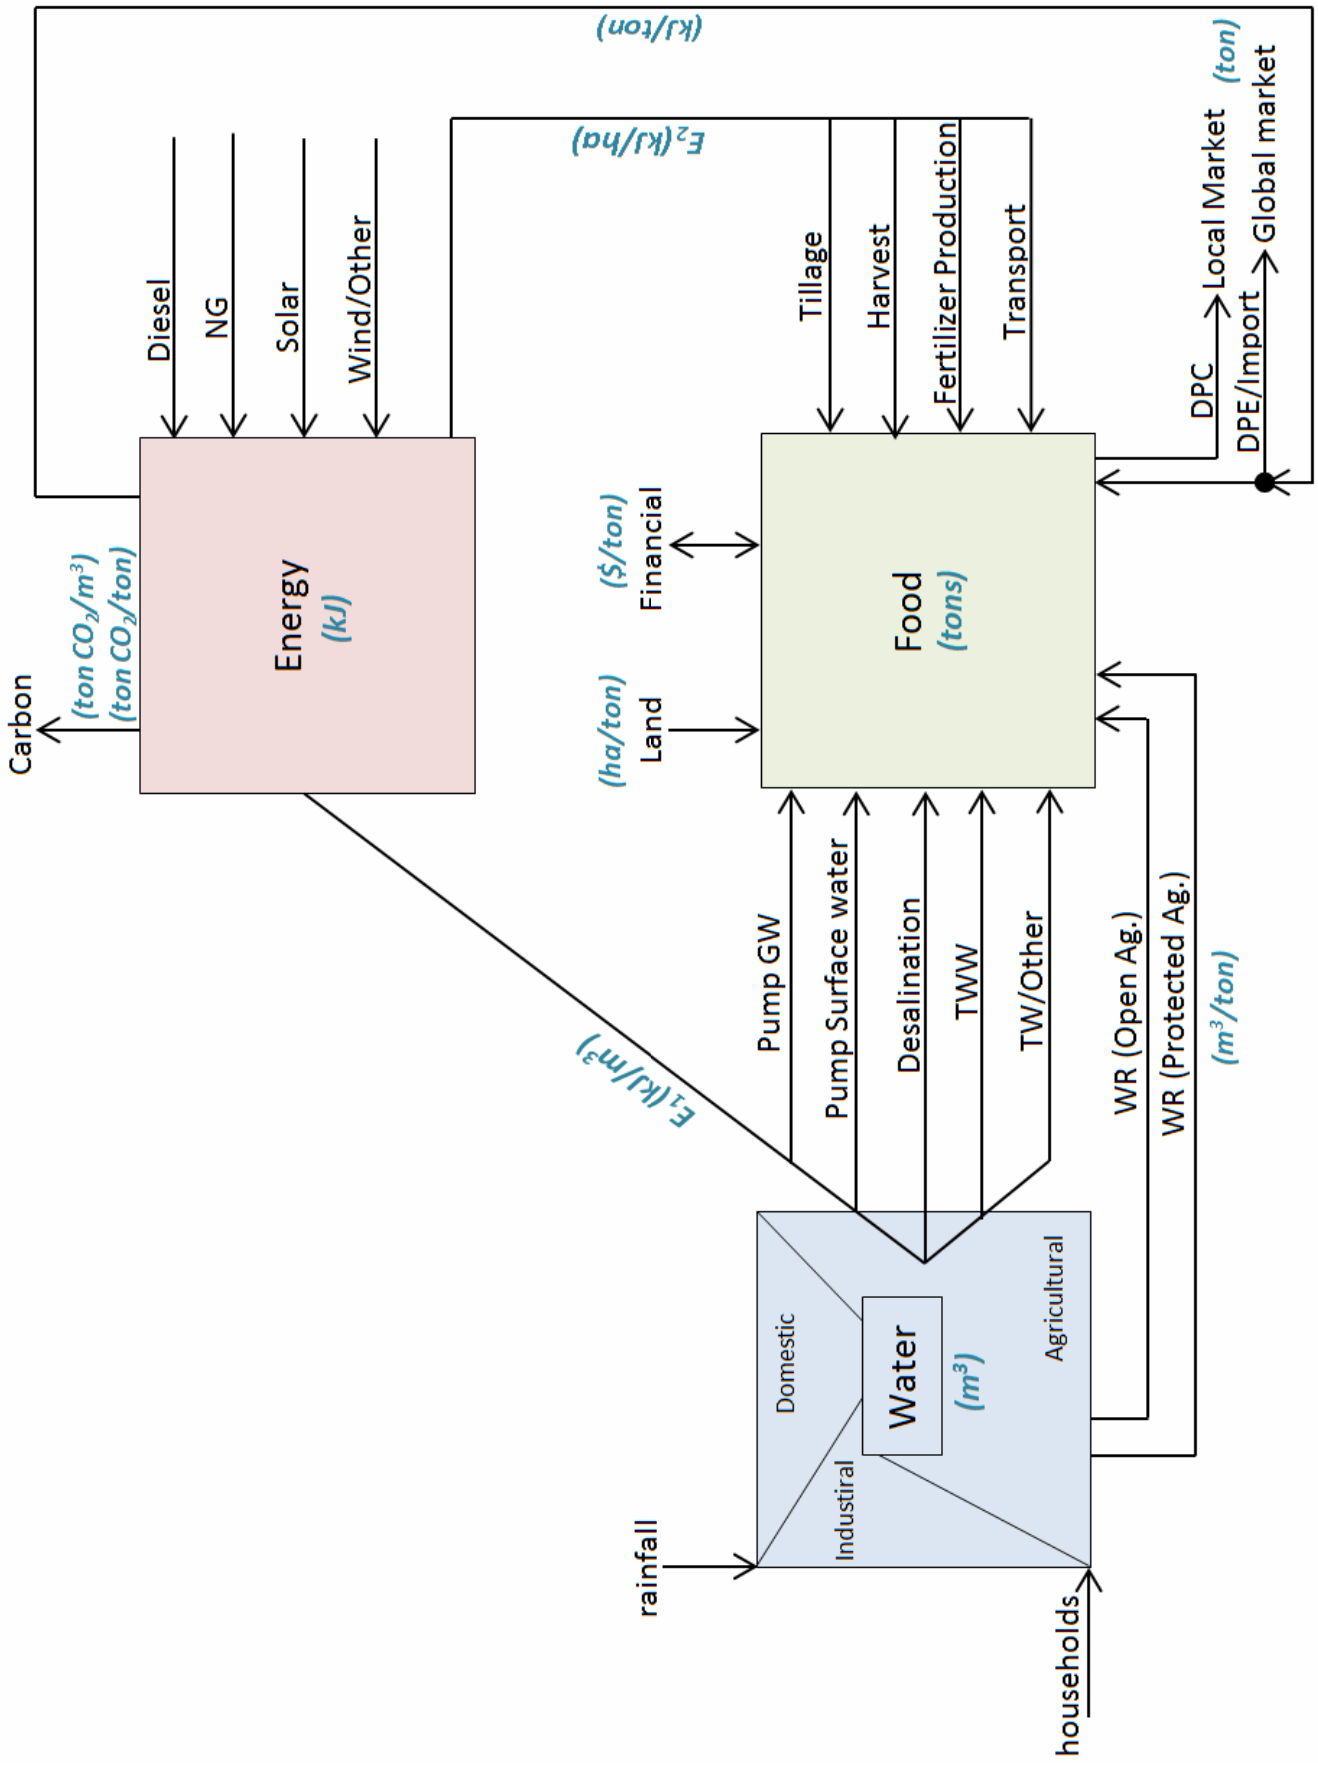 Carbon
(ton CO₂/m³)
(ton CO₂/ton)
Energy
(kJ)
Diesel
NG
Solar
Wind/Other
(kJ/ton)
E₁(kJ/m³)
E₂(kJ/ha)
(ha/ton)
Land
($/ton)
Financial
Food
(tons)
Tillage
Harvest
Fertilizer Production
Transport
Pump GW
Pump Surface water
Desalination
TWW
TW/Other
rainfall
households
Domestic
Industiral
Water
(m³)
Agricultural
WR (Open Ag.)
WR (Protected Ag.)
(m³/ton)
DPC
Local Market
(ton)
DPE/Import
Global market